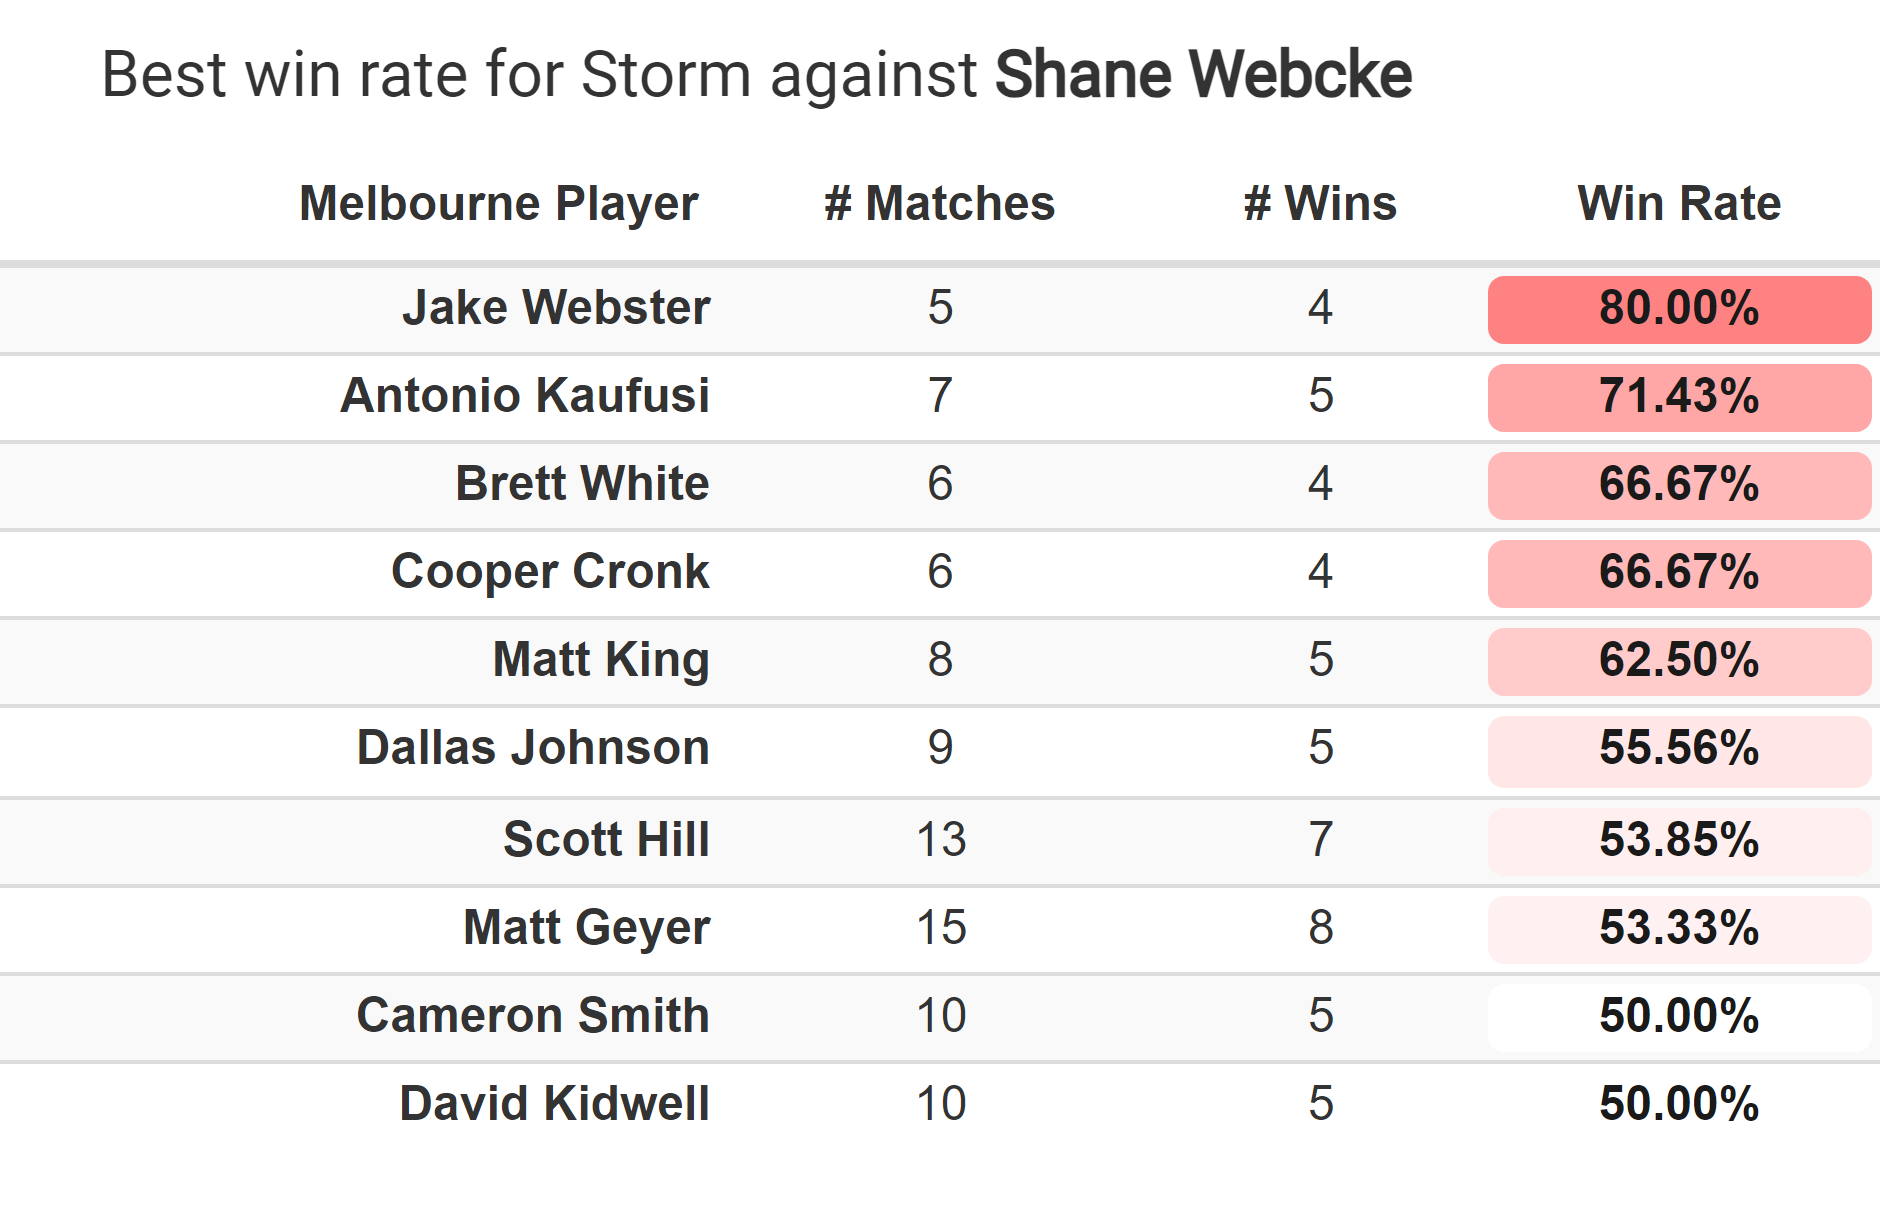 Best win rate for Storm against Shane Webcke
Melbourne Player # Matches # Wins Win Rate
Jake Webster 5 4 80.00%
Antonio Kaufusi 7 5 71.43%
Brett White 6 4 66.67%
Cooper Cronk 6 4 66.67%
Matt King 8 5 62.50%
Dallas Johnson 9 5 55.56%
Scott Hill 13 7 53.85%
Matt Geyer 15 8 53.33%
Cameron Smith 10 5 50.00%
David Kidwell 10 5 50.00%